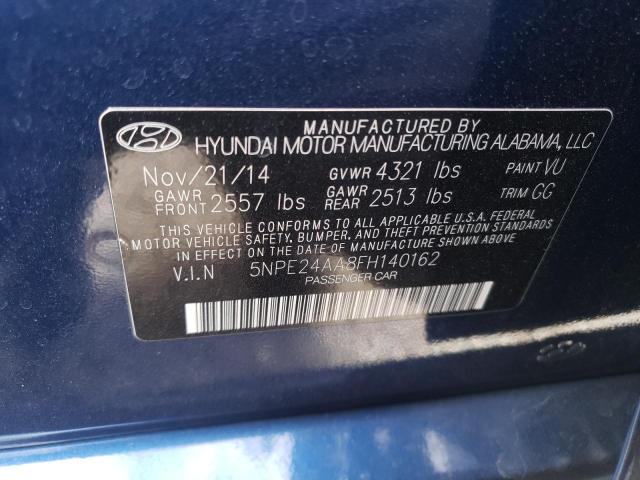 MANUFACTURED BY
HYUNDAI MOTOR MANUFACTURING ALABAMA, LLC
Nov/21/14 GVWR 4321 lbs PAINT VU
GAWR FRONT 2557 lbs GAWR REAR 2513 lbs TRIM GG
THIS VEHICLE CONFORMS TO ALL APPLICABLE U.S.A. FEDERAL
MOTOR VEHICLE SAFETY, BUMPER, AND THEFT PREVENTION STANDARDS
IN EFFECT ON THE DATE OF MANUFACTURE SHOWN ABOVE.
V.I.N 5NPE24AA8FH140162
PASSENGER CAR